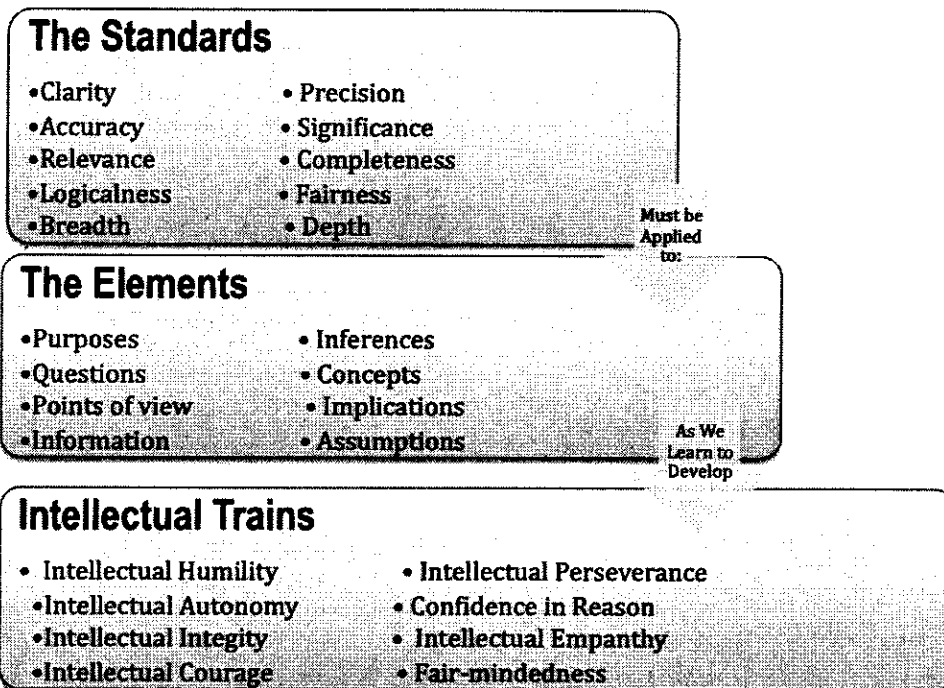 The Standards
•Clarity • Precision
•Accuracy • Significance
•Relevance • Completeness
•Logicalness • Fairness
•Breadth • Depth
Must be
Applied
to:
The Elements
•Purposes • Inferences
•Questions • Concepts
•Points of view • Implications
•Information • Assumptions
As We
Learn to
Develop
Intellectual Trains
• Intellectual Humility • Intellectual Perseverance
•Intellectual Autonomy • Confidence in Reason
•Intellectual Integity • Intellectual Empanthy
•Intellectual Courage • Fair-mindedness